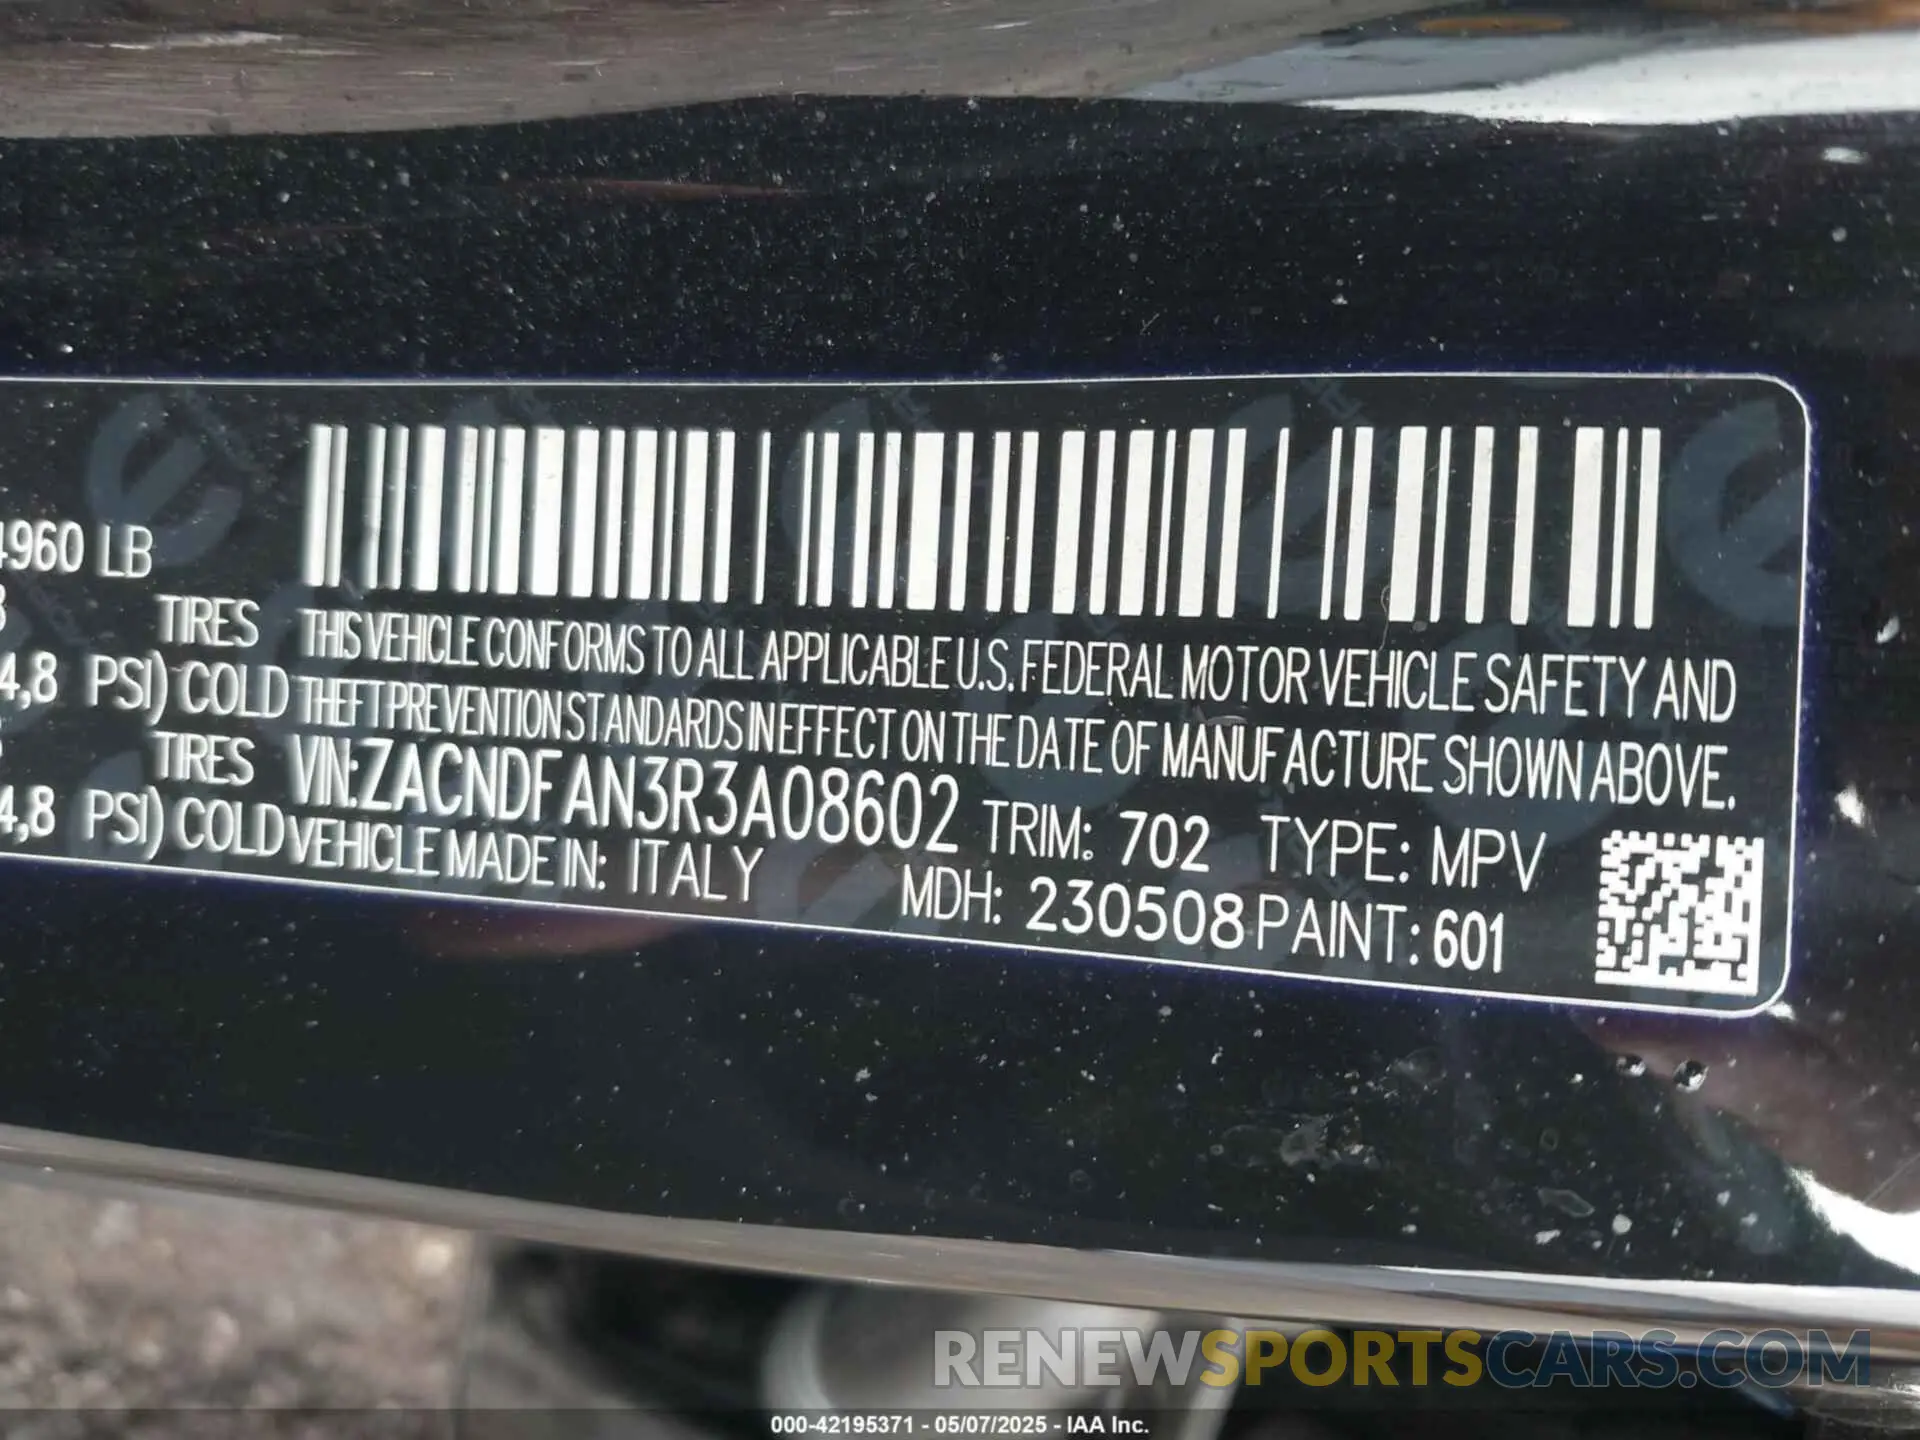 4960 LB
TIRES
4,8 PSI) COLD
TIRES
4,8 PSI) COLD
THIS VEHICLE CONFORMS TO ALL APPLICABLE U.S. FEDERAL MOTOR VEHICLE SAFETY AND
THEFT PREVENTION STANDARDS IN EFFECT ON THE DATE OF MANUFACTURE SHOWN ABOVE.
VIN:ZACNDFAN3R3A08602 TRIM: 702 TYPE: MPV
VEHICLE MADE IN: ITALY MDH: 230508 PAINT: 601
RENEWSPORTSCARS.COM
000-42195371 - 05/07/2025 - IAA Inc.